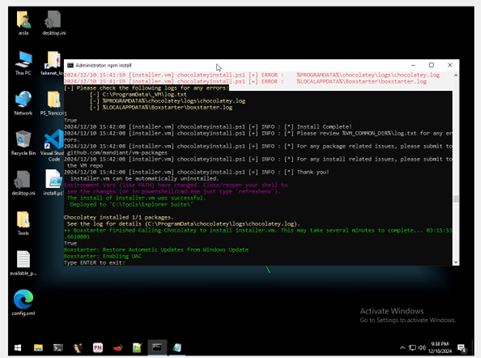 arsla
desktop.ini
This PC
fakenet_lo
Network
PS_Transcri
Recycle Bin
Visual Studio
Code
desktop.ini
install.ps1
Tools
available_p...
config.xml
Administrator: npm install
2024/12/10 15:41:59 [installer.vm] chocolateyinstall.ps1 [+] ERROR : %PROGRAMDATA%\chocolatey\logs\chocolatey.log
2024/12/10 15:41:59 [installer.vm] chocolateyinstall.ps1 [+] ERROR : %LOCALAPPDATA%\Boxstarter\boxstarter.log
[-] Please check the following logs for any errors:
[-] C:\ProgramData\_VM\log.txt
[-] %PROGRAMDATA%\chocolatey\logs\chocolatey.log
[-] %LOCALAPPDATA%\Boxstarter\boxstarter.log
True
2024/12/10 15:42:08 [installer.vm] chocolateyinstall.ps1 [+] INFO : [*] Install Complete!
2024/12/10 15:42:08 [installer.vm] chocolateyinstall.ps1 [+] INFO : [*] Please review %VM_COMMON_DIR%\log.txt for any er
rors.
2024/12/10 15:42:08 [installer.vm] chocolateyinstall.ps1 [+] INFO : [*] For any package related issues, please submit to
github.com/mandiant/vm-packages
2024/12/10 15:42:08 [installer.vm] chocolateyinstall.ps1 [+] INFO : [*] For any install related issues, please submit to
the VM repo
2024/12/10 15:42:08 [installer.vm] chocolateyinstall.ps1 [+] INFO : [*] Thank you!
installer.vm can be automatically uninstalled.
Environment Vars (like PATH) have changed. Close/reopen your shell to
see the changes (or in powershell/cmd.exe just type `refreshenv`).
The install of installer.vm was successful.
Deployed to 'C:\Tools\Explorer Suite\'
Chocolatey installed 1/1 packages.
See the log for details (C:\ProgramData\chocolatey\logs\chocolatey.log).
++ Boxstarter Finished Calling Chocolatey to install installer.vm. This may take several minutes to complete... 03:15:53
.6610001
True
Boxstarter: Restore Automatic Updates from Windows Update
Boxstarter: Enabling UAC
Type ENTER to exit:
Activate Windows
Go to Settings to activate Windows.
9:38 PM
12/10/2024